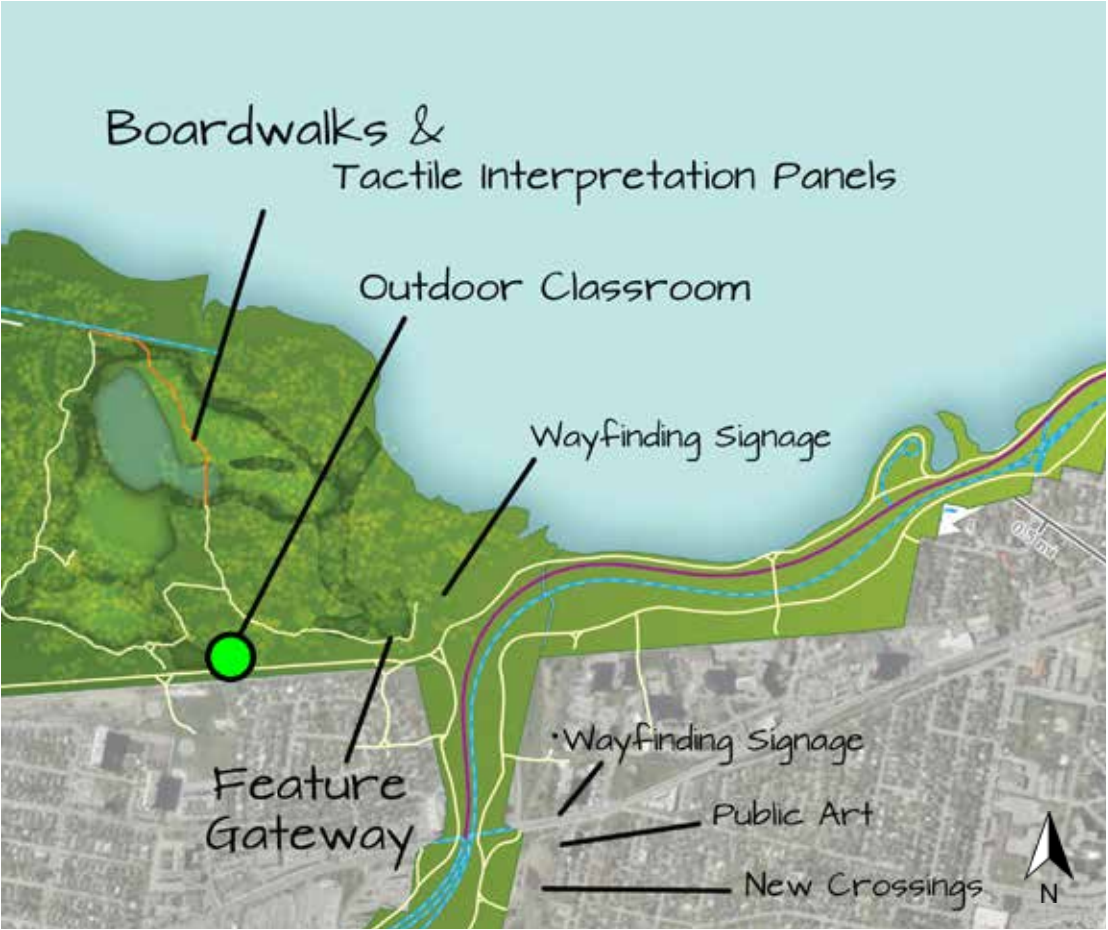 Boardwalks &
Tactile Interpretation Panels
Outdoor Classroom
Wayfinding Signage
Wayfinding Signage
Feature
Gateway
Public Art
New Crossings
N